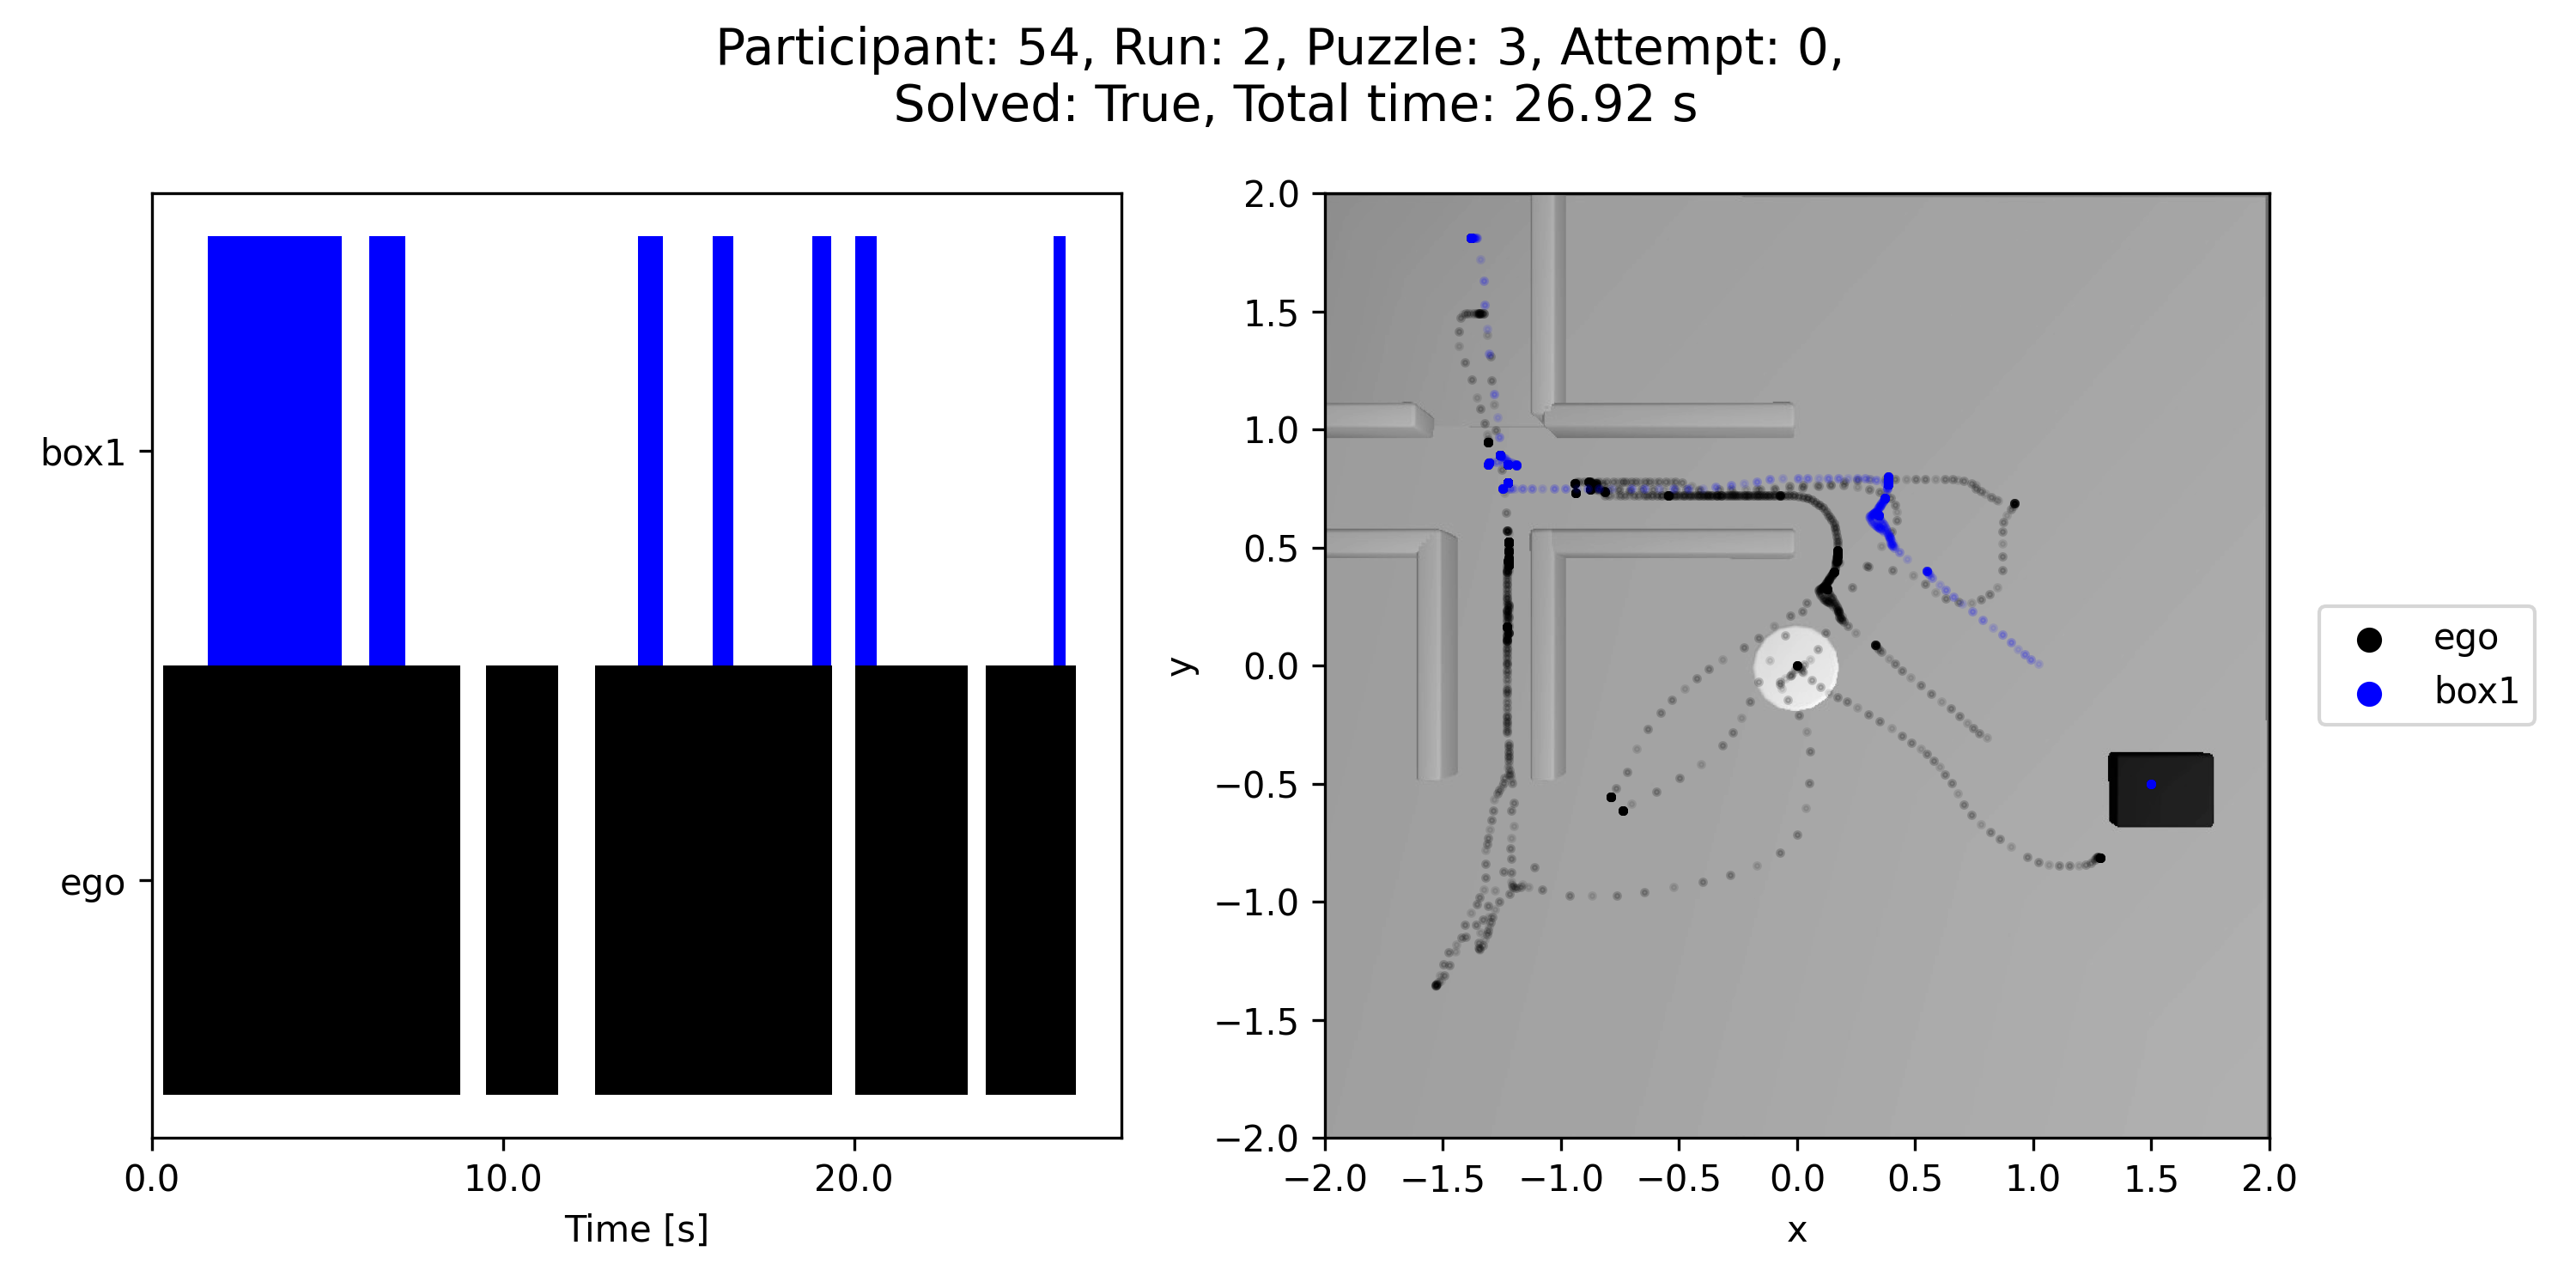 Participant: 54, Run: 2, Puzzle: 3, Attempt: 0,
Solved: True, Total time: 26.92 s
box1
ego
0.0 10.0 20.0
Time [s]
2.0
1.5
1.0
0.5
0.0
−0.5
−1.0
−1.5
−2.0
y
−2.0 −1.5 −1.0 −0.5 0.0 0.5 1.0 1.5 2.0
x
ego
box1